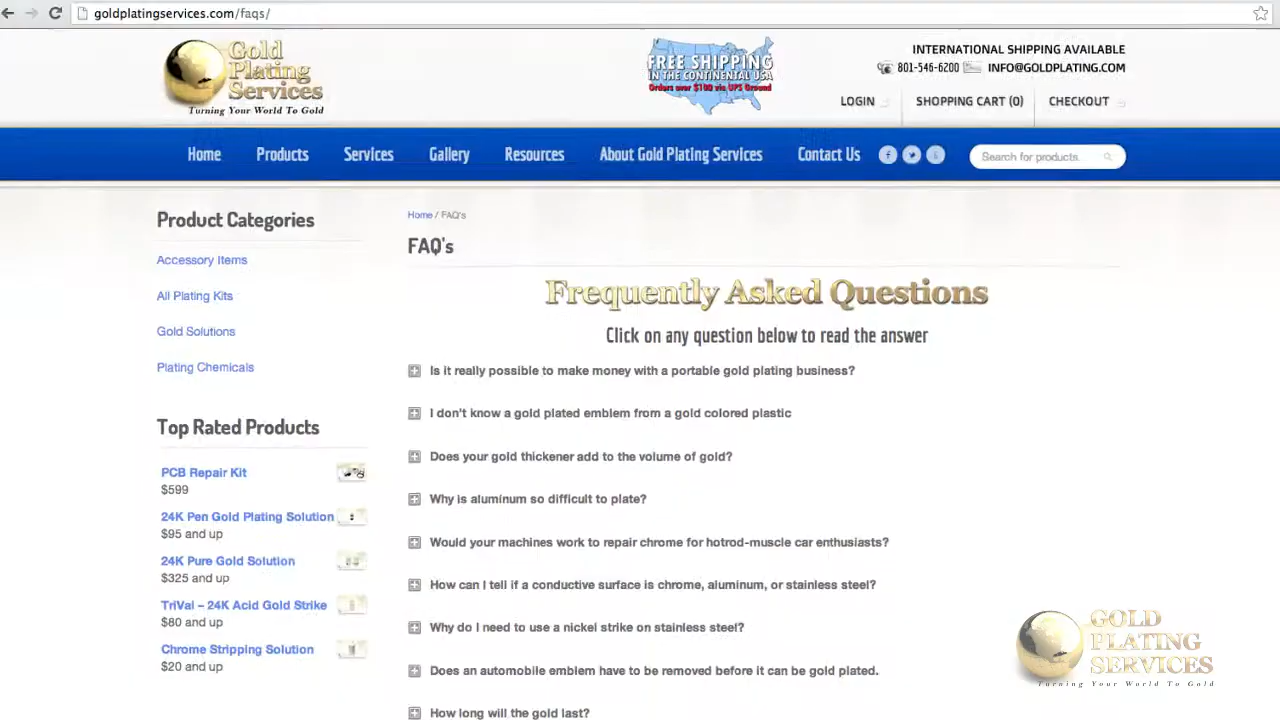 goldplatingservices.com/faqs/
Gold
Plating
Services
Turning Your World To Gold
FREE SHIPPING
IN THE CONTINENTAL USA
Orders over $100 via UPS Ground
INTERNATIONAL SHIPPING AVAILABLE
801-546-6200 INFO@GOLDPLATING.COM
LOGIN SHOPPING CART (0) CHECKOUT
Home Products Services Gallery Resources About Gold Plating Services Contact Us Search for products.
Product Categories
Accessory Items
All Plating Kits
Gold Solutions
Plating Chemicals
Top Rated Products
PCB Repair Kit
$599
24K Pen Gold Plating Solution
$95 and up
24K Pure Gold Solution
$325 and up
TriVal – 24K Acid Gold Strike
$80 and up
Chrome Stripping Solution
$20 and up
Home / FAQ's
FAQ's
Frequently Asked Questions
Click on any question below to read the answer
Is it really possible to make money with a portable gold plating business?
I don't know a gold plated emblem from a gold colored plastic
Does your gold thickener add to the volume of gold?
Why is aluminum so difficult to plate?
Would your machines work to repair chrome for hotrod-muscle car enthusiasts?
How can I tell if a conductive surface is chrome, aluminum, or stainless steel?
Why do I need to use a nickel strike on stainless steel?
Does an automobile emblem have to be removed before it can be gold plated.
How long will the gold last?
GOLD
PLATING
SERVICES
Turning Your World To Gold